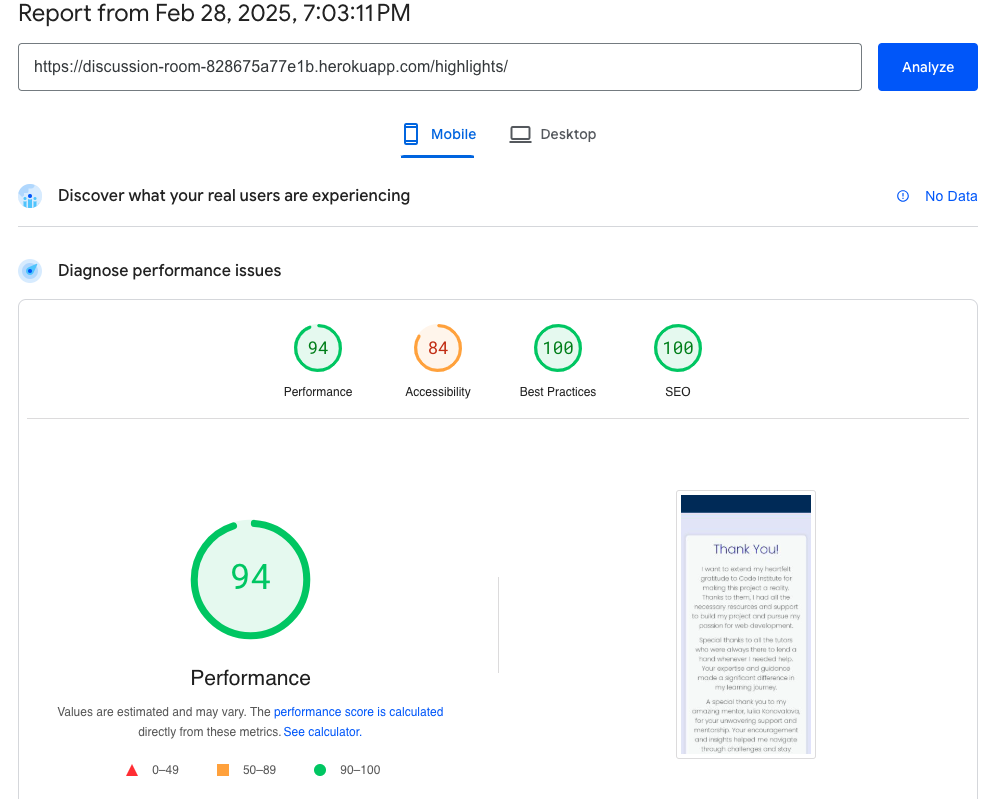 Report from Feb 28, 2025, 7:03:11 PM
https://discussion-room-828675a77e1b.herokuapp.com/highlights/
Analyze
Mobile
Desktop
Discover what your real users are experiencing
No Data
Diagnose performance issues
94
84
100
100
Performance
Accessibility
Best Practices
SEO
94
Performance
Values are estimated and may vary. The performance score is calculated
directly from these metrics. See calculator.
0–49
50–89
90–100
Thank You!
I want to extend my heartfelt
gratitude to Code Institute for
making this project a reality.
Thanks to them, I had all the
necessary resources and support
to build my project and pursue my
passion for web development.
Special thanks to all the tutors
who were always there to lend a
hand whenever I needed help.
Your expertise and guidance
made a significant difference in
my learning journey.
A special thank you to my
amazing mentor, Iuliia Konovalova,
for your unwavering support and
mentorship. Your encouragement
and insights helped me navigate
through challenges and stay